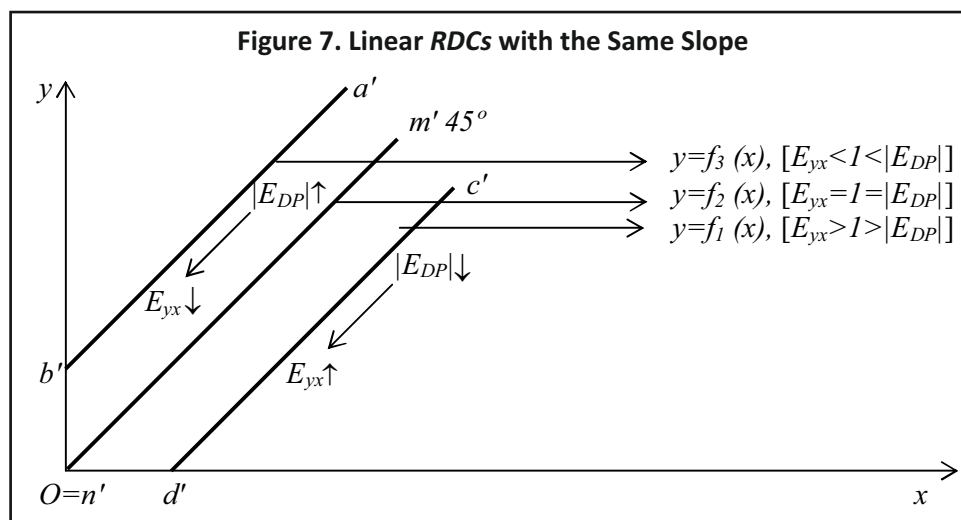 Figure 7. Linear RDCs with the Same Slope
y
a'
m' 45º
c'
y=f₃ (x), [Eyx<1<|EDP|]
y=f₂ (x), [Eyx=1=|EDP|]
y=f₁ (x), [Eyx>1>|EDP|]
|EDP|↑
|EDP|↓
Eyx↓
Eyx↑
b'
O=n'
d'
x